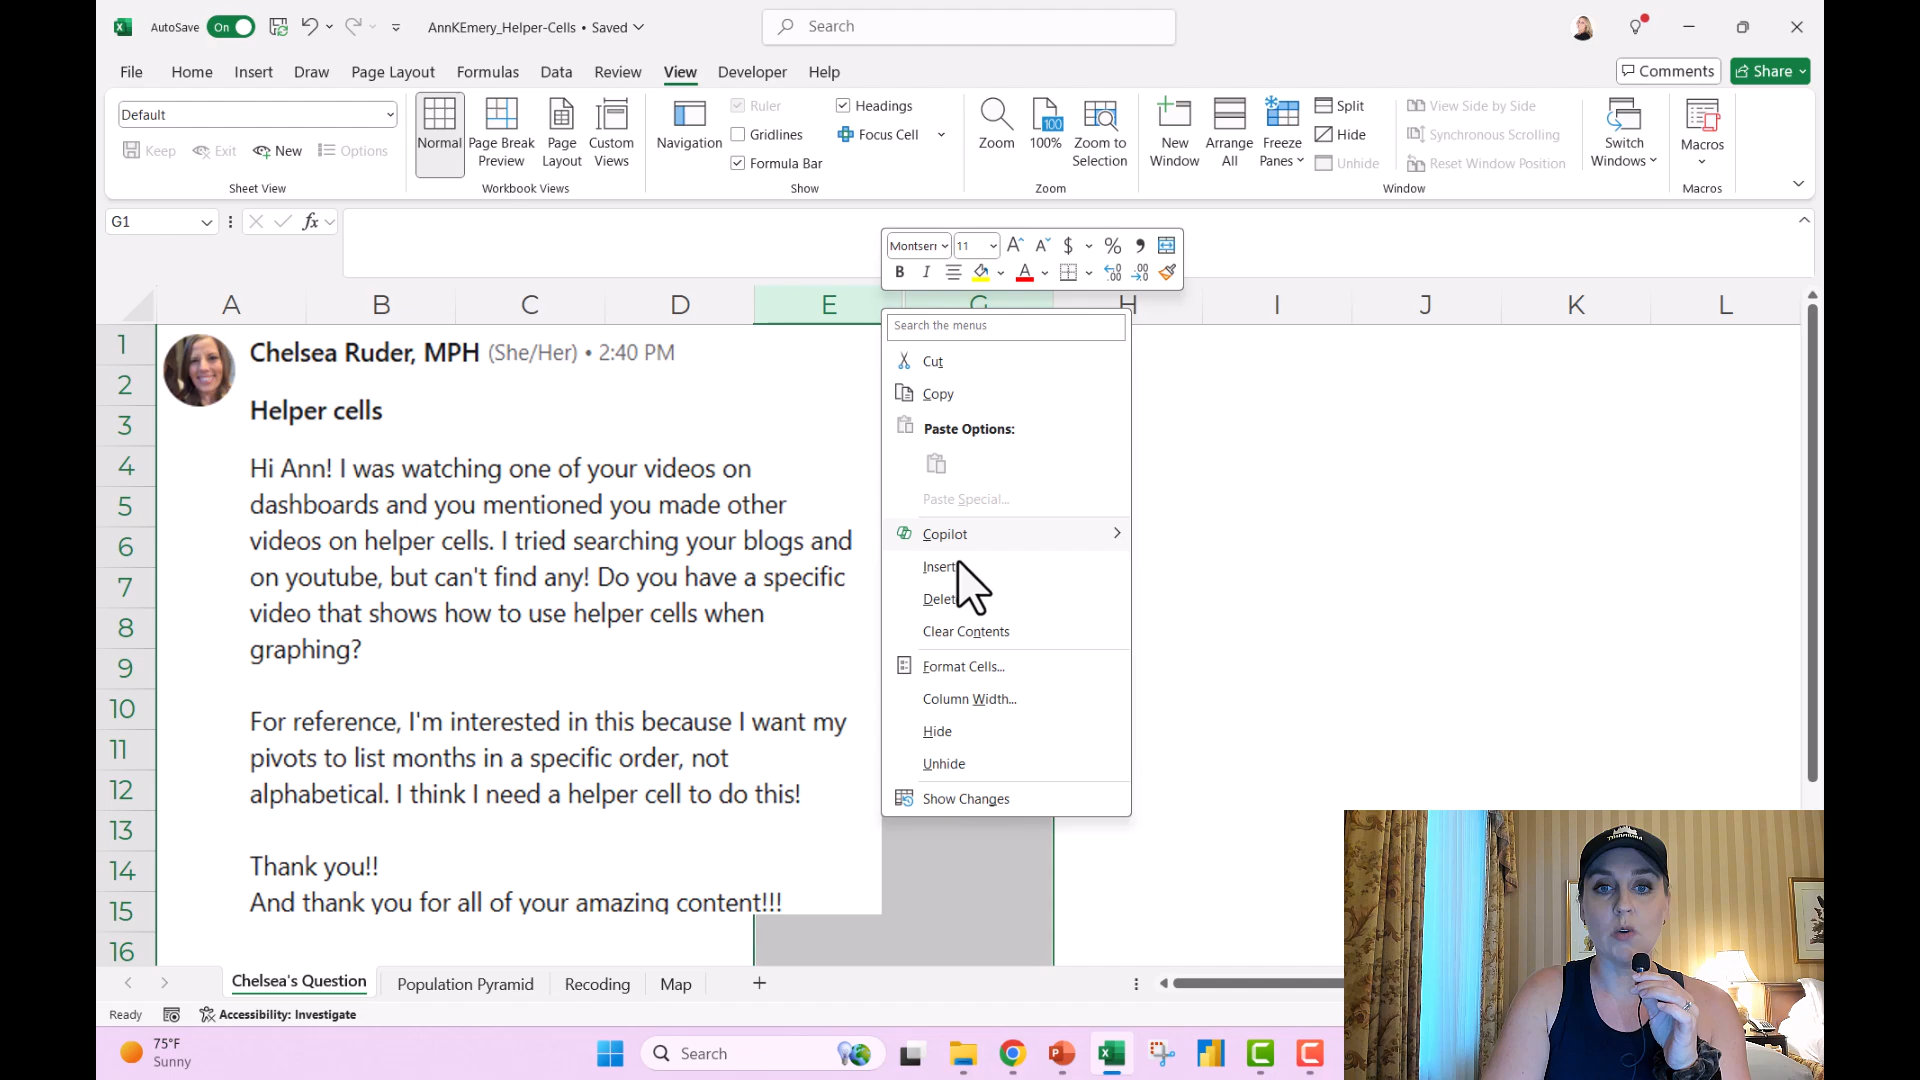 AutoSave On AnnKEmery_Helper-Cells • Saved Search
File Home Insert Draw Page Layout Formulas Data Review View Developer Help Comments Share
Default
Keep Exit New Options
Sheet View
Normal Page Break Preview Page Layout Custom Views
Workbook Views
Navigation Ruler Gridlines Formula Bar Headings Focus Cell
Show
Zoom 100 100% Zoom to Selection
Zoom
New Window Arrange All Freeze Panes Split Hide Unhide View Side by Side Synchronous Scrolling Reset Window Position Switch Windows
Window
Macros
Macros
G1 fx
Montserr 11 A A $ % ,
B I A .00 .00
A B C D E G H I J K L
1
2
3
4
5
6
7
8
9
10
11
12
13
14
15
16
Chelsea Ruder, MPH (She/Her) • 2:40 PM
Helper cells
Hi Ann! I was watching one of your videos on
dashboards and you mentioned you made other
videos on helper cells. I tried searching your blogs and
on youtube, but can't find any! Do you have a specific
video that shows how to use helper cells when
graphing?
For reference, I'm interested in this because I want my
pivots to list months in a specific order, not
alphabetical. I think I need a helper cell to do this!
Thank you!!
And thank you for all of your amazing content!!!
Search the menus
Cut
Copy
Paste Options:
Paste Special...
Copilot
Insert
Delet
Clear Contents
Format Cells...
Column Width...
Hide
Unhide
Show Changes
Chelsea's Question Population Pyramid Recoding Map
Ready Accessibility: Investigate
75°F
Sunny
Search